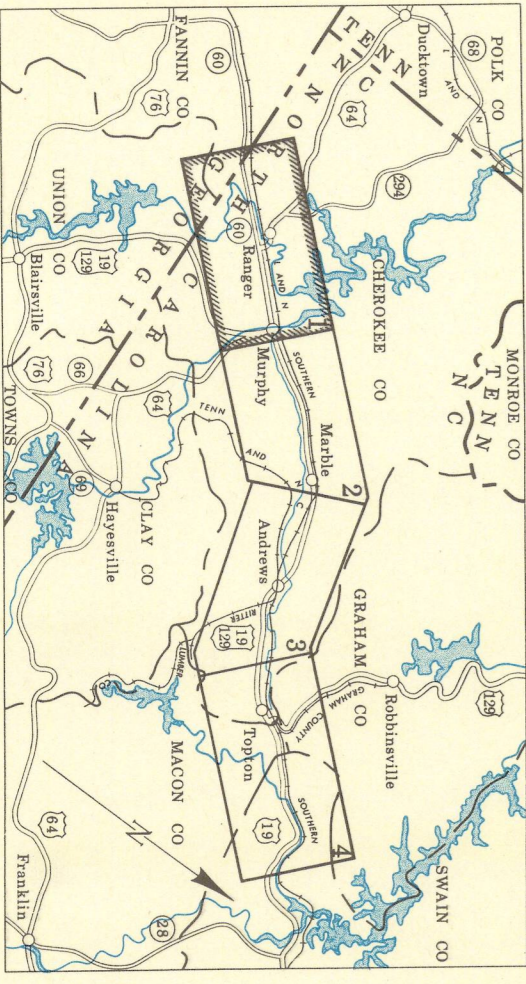 POLK CO
68
L AND N
TENN
N C
Ducktown
64
294
FANNIN CO
60
76
NORTH CAROLINA
GEORGIA
UNION CO
19
129
Blairsville
76
66
64
TOWNS CO
69
Hayesville
CLAY CO
60
Ranger
L AND N
CHEROKEE CO
1
Murphy
SOUTHERN
Marble
2
TENN AND N C
Andrews
RITTER LUMBER
19
129
3
MONROE CO
TENN
N C
GRAHAM CO
Robbinsville
129
GRAHAM COUNTY
Topton
MACON CO
19
SOUTHERN
4
SWAIN CO
N
64
28
Franklin